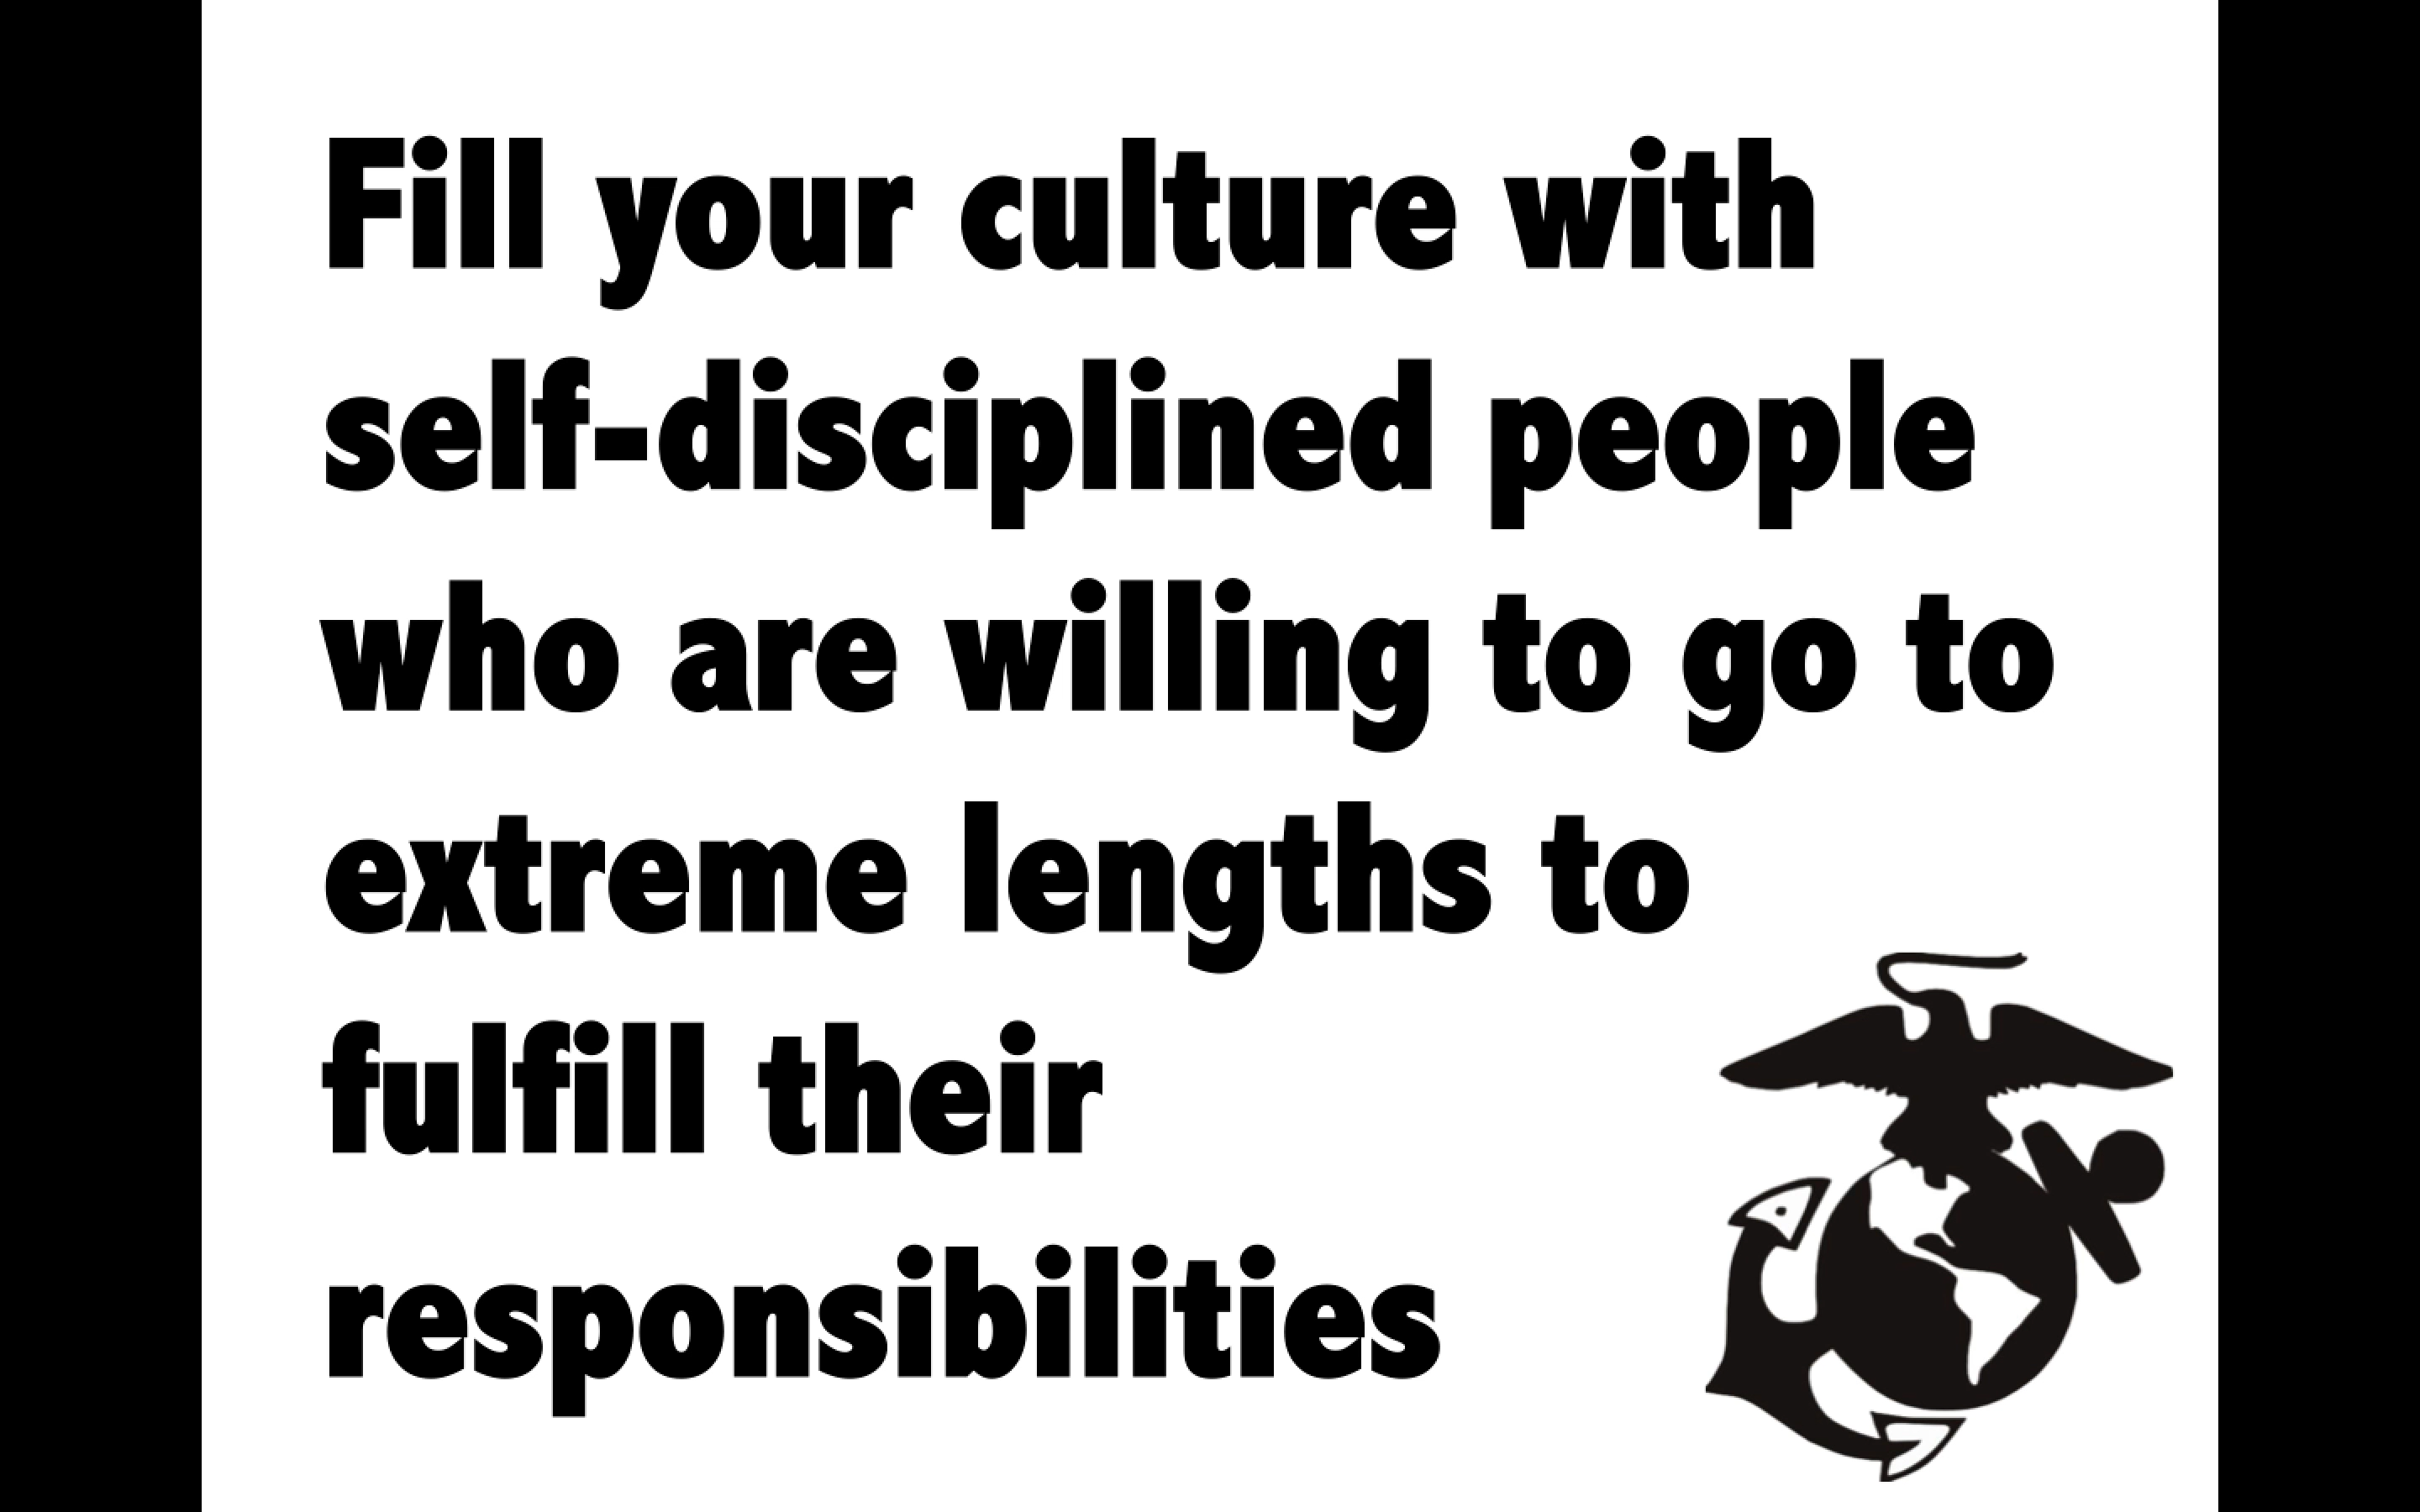 Fill your culture with
self-disciplined people
who are willing to go to
extreme lengths to
fulfill their
responsibilities